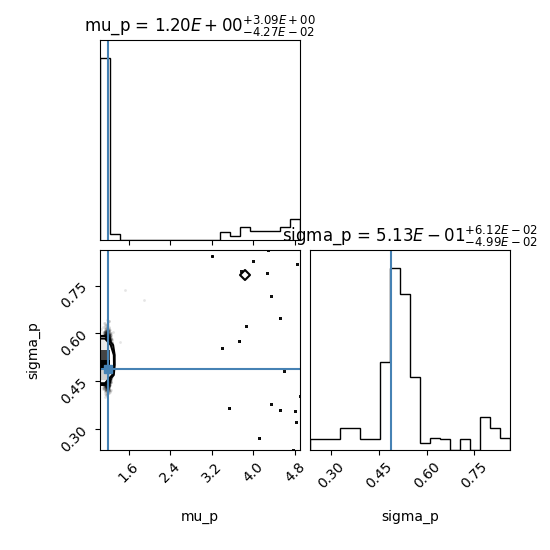 mu_p = 1.20E + 00+3.09E + 00
−4.27E − 02
sigma_p = 5.13E − 01+6.12E − 02
−4.99E − 02
0.75
0.60
0.45
0.30
sigma_p
1.6 2.4 3.2 4.0 4.8
0.30 0.45 0.60 0.75
mu_p
sigma_p